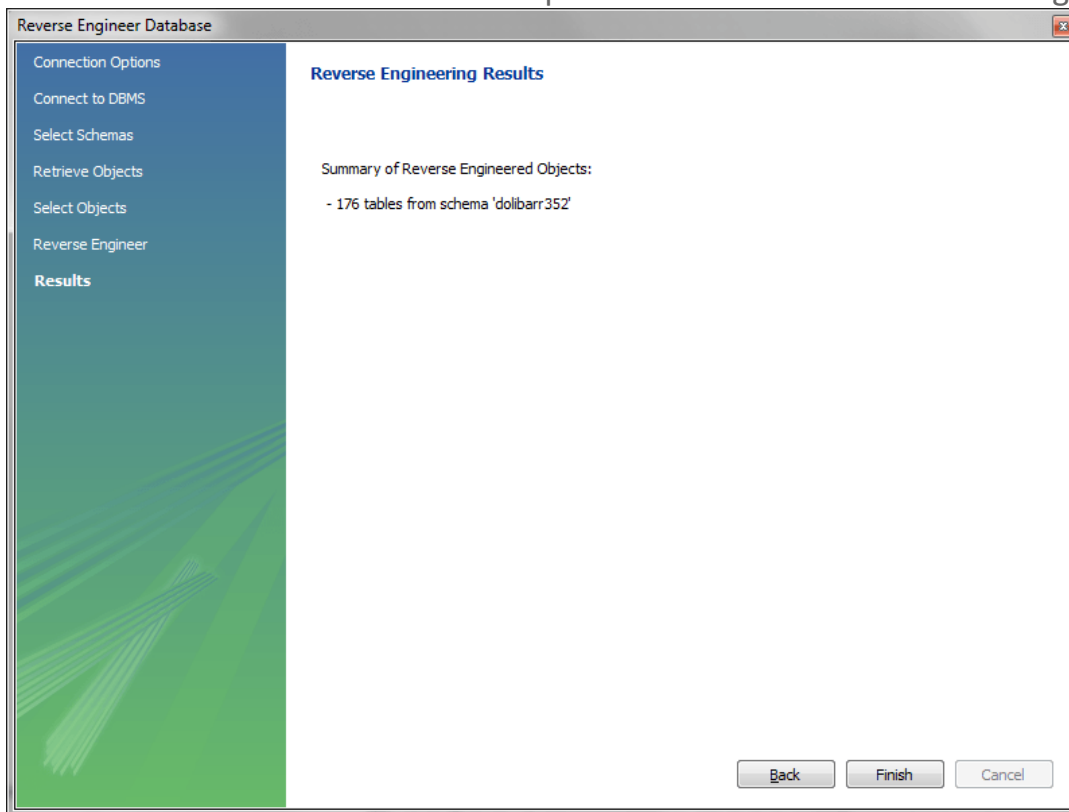 Reverse Engineer Database
Connection Options
Connect to DBMS
Select Schemas
Retrieve Objects
Select Objects
Reverse Engineer
Results
Reverse Engineering Results
Summary of Reverse Engineered Objects:
- 176 tables from schema 'dolibarr352'
Back
Finish
Cancel